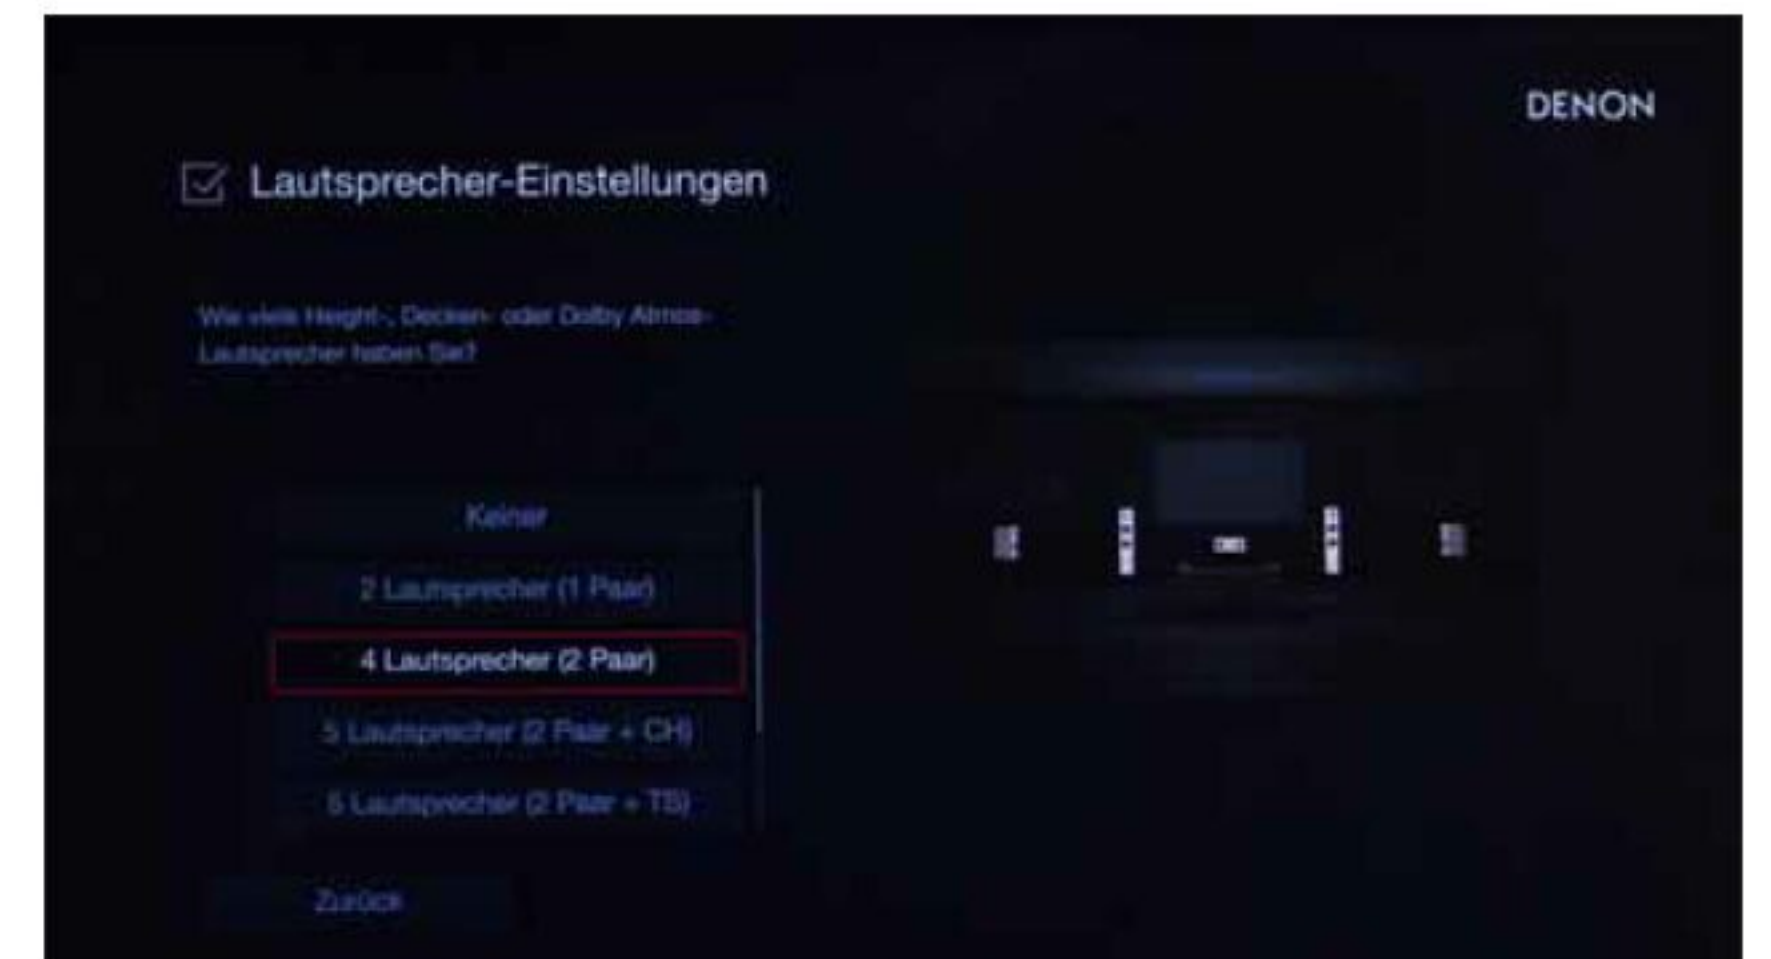 DENON
Lautsprecher-Einstellungen
Wie viele Height-, Decken- oder Dolby Atmos-
Lautsprecher haben Sie?
Keiner
2 Lautsprecher (1 Paar)
4 Lautsprecher (2 Paar)
5 Lautsprecher (2 Paar + CH)
5 Lautsprecher (2 Paar + TS)
Zurück